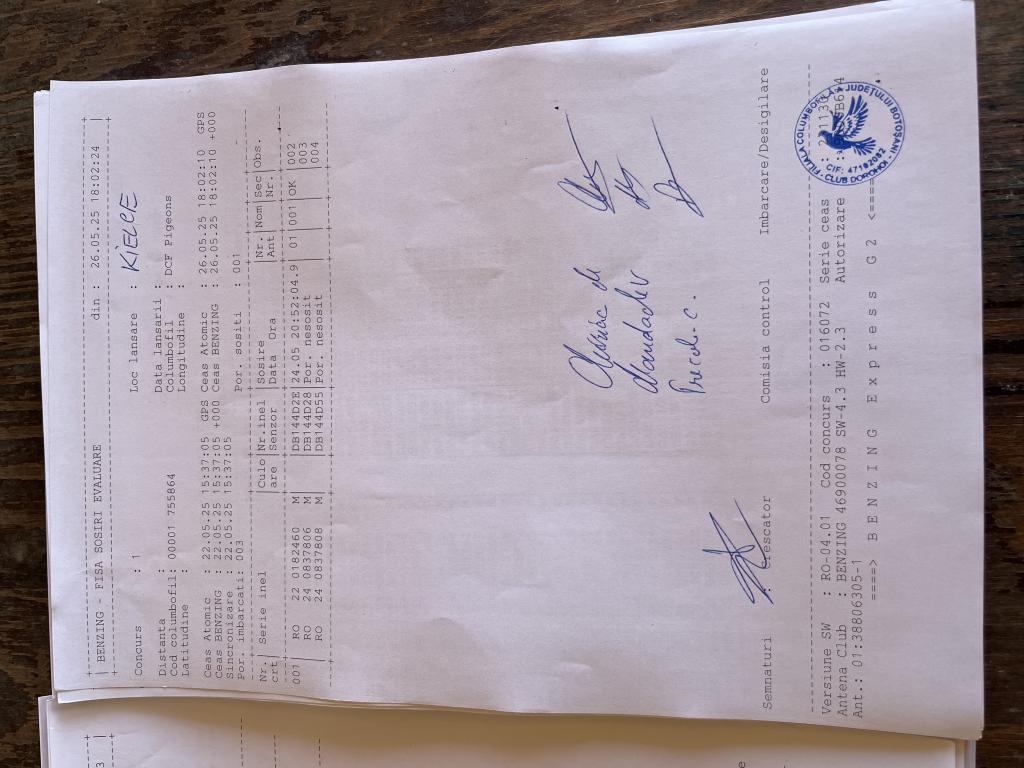 BENZING - FISA SOSIRI EVALUARE din : 26.05.25 18:02:24
Concurs : 1 Loc lansare : KIELCE
Distanta : Data lansarii :
Cod columbofil: 00001 755864 Columbofil : DCF Pigeons
Latitudine : Longitudine :
Ceas Atomic : 22.05.25 15:37:05 GPS Ceas Atomic : 26.05.25 18:02:10 GPS
Ceas BENZING : 22.05.25 15:37:05 +000 Ceas BENZING : 26.05.25 18:02:10 +000
Sincronizare : 22.05.25 15:37:05
Por. imbarcati: 003 Por. sositi : 001
Nr. | Serie inel |Culo|Nr.inel |Sosire |Nr. |Nom|Sec|Obs.
crt| |are |Senzor |Data Ora |Ant | |Nr.|
001 | RO 22 0182460 M |DB144D2E|24.05 20:52:04.9| 01|001|OK |002
RO 24 0837806 M |DB144D28|Por. nesosit | | | |003
RO 24 0837808 M |DB144D55|Por. nesosit | | | |004
Semnaturi : Crescator Comisia control Imbarcare/Desigilare
Versiune SW : RO-04.01 Cod concurs : 016072 Serie ceas
Antena Club : BENZING 46900078 SW-4.3 HW-2.3 Autorizare
Ant.: 01:38806305-1
====> B E N Z I N G E x p r e s s G 2 <====
FILIALA COLUMBOFILA A JUDEȚULUI BOTOȘANI
CLUB DOROHOI
CIF: 47192082